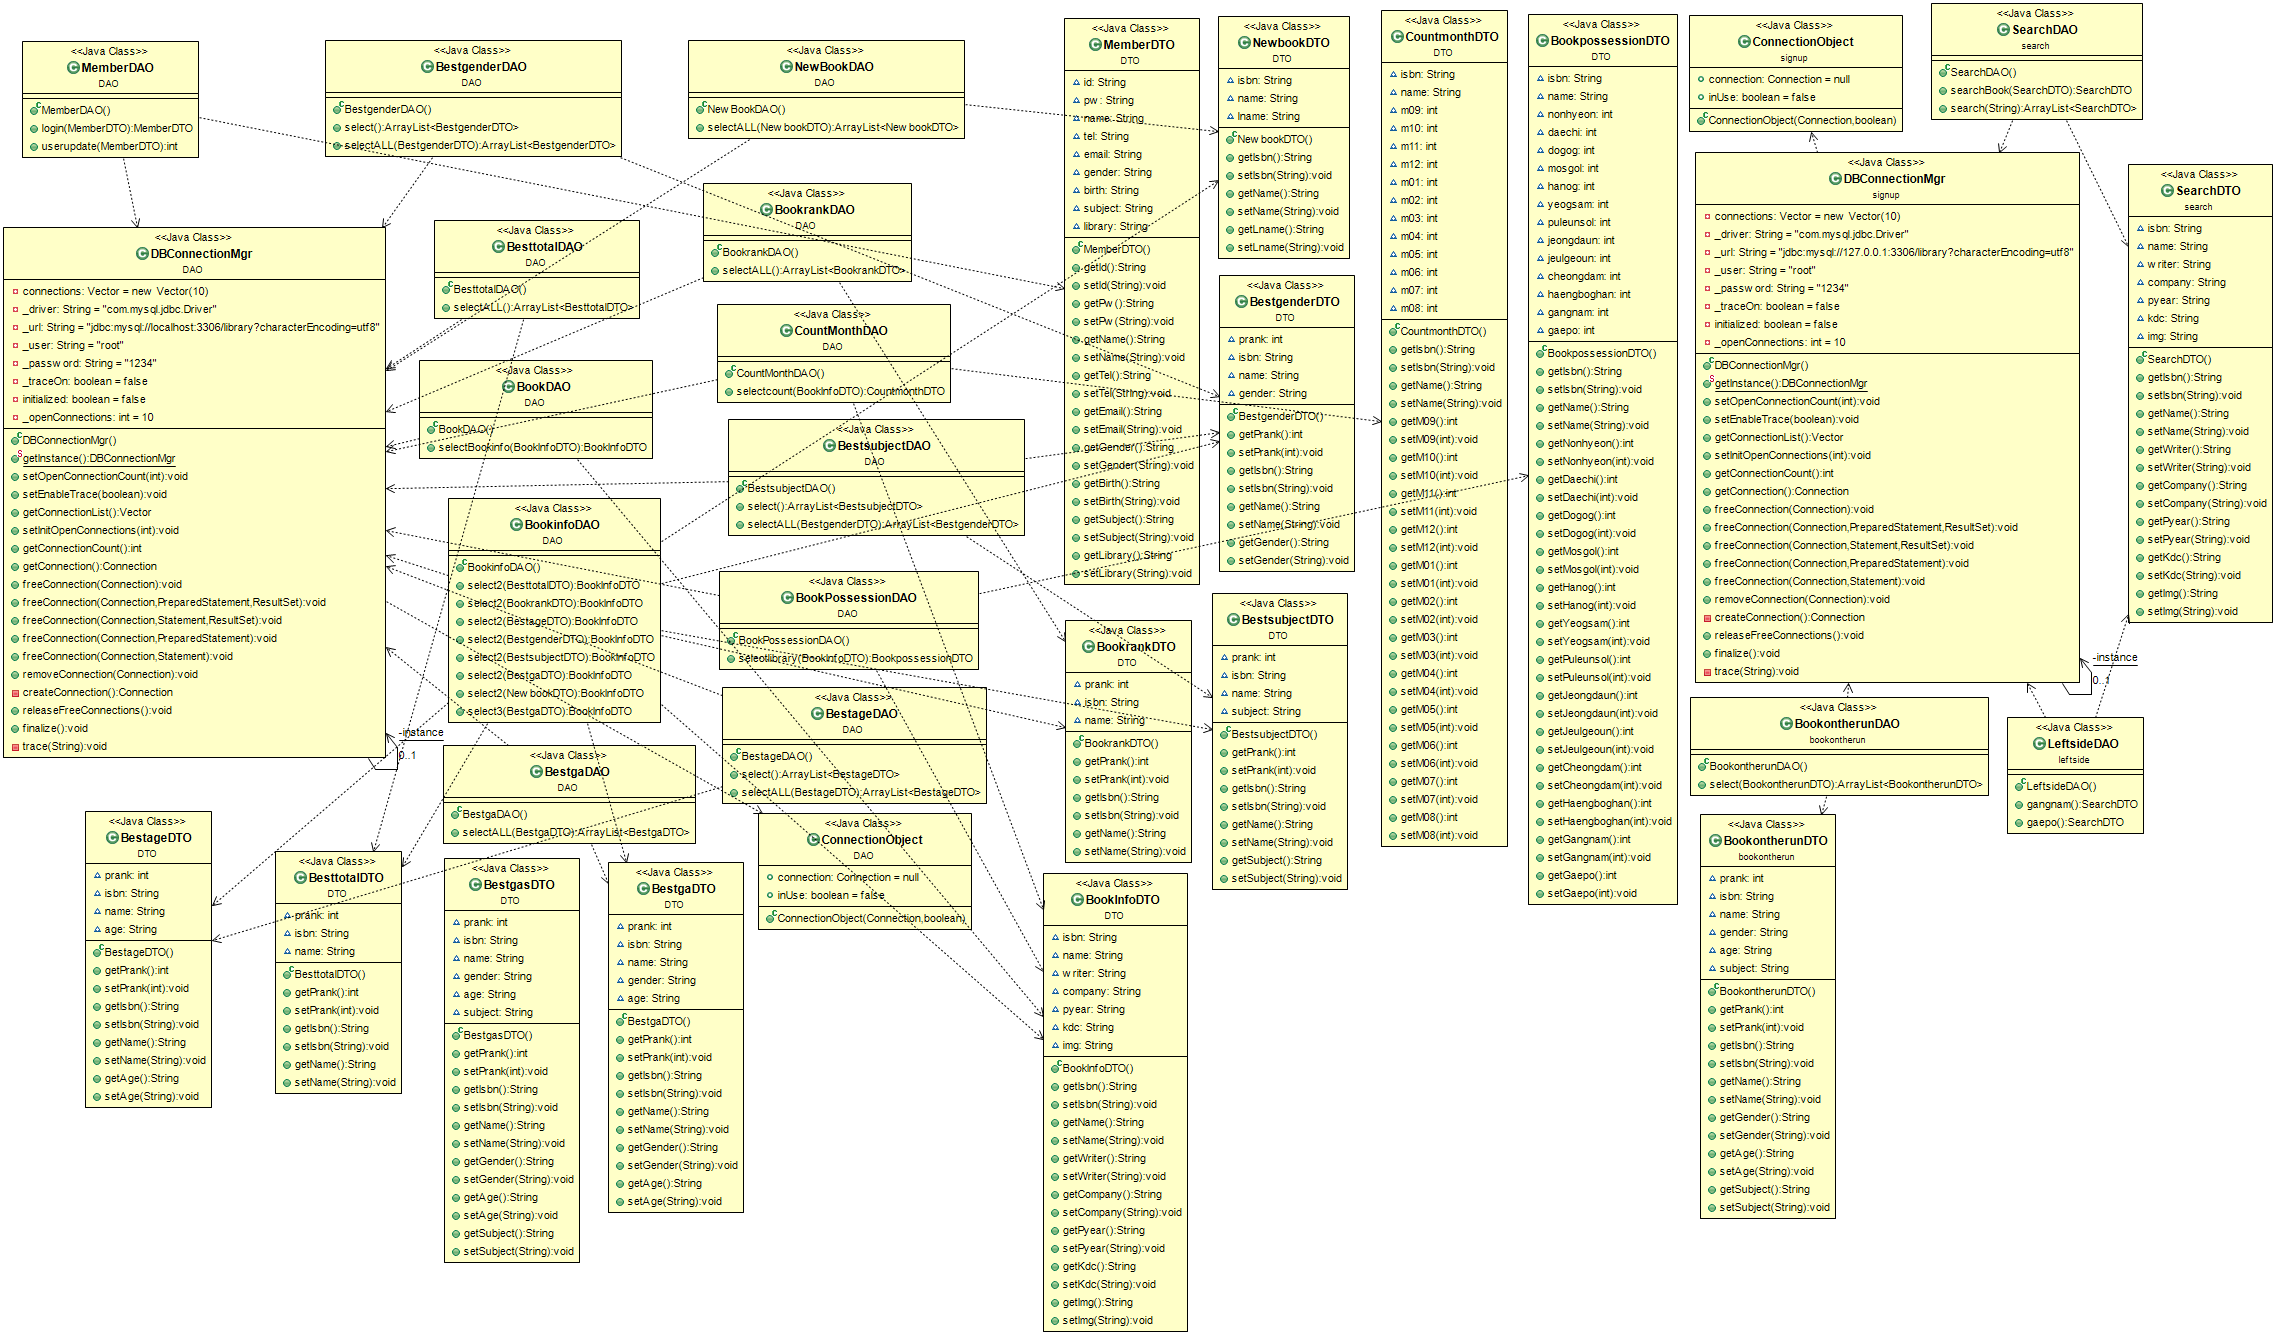 <<Java Class>>
MemberDAO
DAO
MemberDAO()
login(MemberDTO):MemberDTO
userupdate(MemberDTO):int
<<Java Class>>
BestgenderDAO
DAO
BestgenderDAO()
select():ArrayList<BestgenderDTO>
selectALL(BestgenderDTO):ArrayList<BestgenderDTO>
<<Java Class>>
NewBookDAO
DAO
NewBookDAO()
selectALL(NewbookDTO):ArrayList<NewbookDTO>
<<Java Class>>
BookrankDAO
DAO
BookrankDAO()
selectALL():ArrayList<BookrankDTO>
<<Java Class>>
BesttotalDAO
DAO
BesttotalDAO()
selectALL():ArrayList<BesttotalDTO>
<<Java Class>>
CountMonthDAO
DAO
CountMonthDAO()
selectcount(BookInfoDTO):CountmonthDTO
<<Java Class>>
BookDAO
DAO
BookDAO()
selectBookinfo(BookInfoDTO):BookInfoDTO
<<Java Class>>
BestsubjectDAO
DAO
BestsubjectDAO()
select():ArrayList<BestsubjectDTO>
selectALL(BestgenderDTO):ArrayList<BestgenderDTO>
<<Java Class>>
BookinfoDAO
DAO
BookinfoDAO()
select2(BesttotalDTO):BookInfoDTO
select2(BookrankDTO):BookInfoDTO
select2(BestageDTO):BookInfoDTO
select2(BestgenderDTO):BookInfoDTO
select2(BestsubjectDTO):BookInfoDTO
select2(BestgaDTO):BookInfoDTO
select2(NewbookDTO):BookInfoDTO
select3(BestgaDTO):BookInfoDTO
<<Java Class>>
BookPossessionDAO
DAO
BookPossessionDAO()
selectlibrary(BookInfoDTO):BookpossessionDTO
<<Java Class>>
BestageDAO
DAO
BestageDAO()
select():ArrayList<BestageDTO>
selectALL(BestageDTO):ArrayList<BestageDTO>
<<Java Class>>
BestgaDAO
DAO
BestgaDAO()
selectALL(BestgaDTO):ArrayList<BestgaDTO>
<<Java Class>>
DBConnectionMgr
DAO
connections: Vector = new Vector(10)
_driver: String = "com.mysql.jdbc.Driver"
_url: String = "jdbc:mysql://localhost:3306/library?characterEncoding=utf8"
_user: String = "root"
_password: String = "1234"
_traceOn: boolean = false
initialized: boolean = false
_openConnections: int = 10
DBConnectionMgr()
getInstance():DBConnectionMgr
setOpenConnectionCount(int):void
setEnableTrace(boolean):void
getConnectionList():Vector
setInitOpenConnections(int):void
getConnectionCount():int
getConnection():Connection
freeConnection(Connection):void
freeConnection(Connection,PreparedStatement,ResultSet):void
freeConnection(Connection,Statement,ResultSet):void
freeConnection(Connection,PreparedStatement):void
freeConnection(Connection,Statement):void
removeConnection(Connection):void
createConnection():Connection
releaseFreeConnections():void
finalize():void
trace(String):void
-instance
0..1
<<Java Class>>
BestageDTO
DTO
prank: int
isbn: String
name: String
age: String
BestageDTO()
getPrank():int
setPrank(int):void
getIsbn():String
setIsbn(String):void
getName():String
setName(String):void
getAge():String
setAge(String):void
<<Java Class>>
BesttotalDTO
DTO
prank: int
isbn: String
name: String
BesttotalDTO()
getPrank():int
setPrank(int):void
getIsbn():String
setIsbn(String):void
getName():String
setName(String):void
<<Java Class>>
BestgasDTO
DTO
prank: int
isbn: String
name: String
gender: String
age: String
subject: String
BestgasDTO()
getPrank():int
setPrank(int):void
getIsbn():String
setIsbn(String):void
getName():String
setName(String):void
getGender():String
setGender(String):void
getAge():String
setAge(String):void
getSubject():String
setSubject(String):void
<<Java Class>>
BestgaDTO
DTO
prank: int
isbn: String
name: String
gender: String
age: String
BestgaDTO()
getPrank():int
setPrank(int):void
getIsbn():String
setIsbn(String):void
getName():String
setName(String):void
getGender():String
setGender(String):void
getAge():String
setAge(String):void
<<Java Class>>
ConnectionObject
DAO
connection: Connection = null
inUse: boolean = false
ConnectionObject(Connection,boolean)
<<Java Class>>
MemberDTO
DTO
id: String
pw: String
name: String
tel: String
email: String
gender: String
birth: String
subject: String
library: String
MemberDTO()
getId():String
setId(String):void
getPw():String
setPw(String):void
getName():String
setName(String):void
getTel():String
setTel(String):void
getEmail():String
setEmail(String):void
getGender():String
setGender(String):void
getBirth():String
setBirth(String):void
getSubject():String
setSubject(String):void
getLibrary():String
setLibrary(String):void
<<Java Class>>
BookrankDTO
DTO
prank: int
isbn: String
name: String
BookrankDTO()
getPrank():int
setPrank(int):void
getIsbn():String
setIsbn(String):void
getName():String
setName(String):void
<<Java Class>>
BookInfoDTO
DTO
isbn: String
name: String
writer: String
company: String
pyear: String
kdc: String
img: String
BookInfoDTO()
getIsbn():String
setIsbn(String):void
getName():String
setName(String):void
getWriter():String
setWriter(String):void
getCompany():String
setCompany(String):void
getPyear():String
setPyear(String):void
getKdc():String
setKdc(String):void
getImg():String
setImg(String):void
<<Java Class>>
NewbookDTO
DTO
isbn: String
name: String
lname: String
NewbookDTO()
getIsbn():String
setIsbn(String):void
getName():String
setName(String):void
getLname():String
setLname(String):void
<<Java Class>>
BestgenderDTO
DTO
prank: int
isbn: String
name: String
gender: String
BestgenderDTO()
getPrank():int
setPrank(int):void
getIsbn():String
setIsbn(String):void
getName():String
setName(String):void
getGender():String
setGender(String):void
<<Java Class>>
BestsubjectDTO
DTO
prank: int
isbn: String
name: String
subject: String
BestsubjectDTO()
getPrank():int
setPrank(int):void
getIsbn():String
setIsbn(String):void
getName():String
setName(String):void
getSubject():String
setSubject(String):void
<<Java Class>>
CountmonthDTO
DTO
isbn: String
name: String
m09: int
m10: int
m11: int
m12: int
m01: int
m02: int
m03: int
m04: int
m05: int
m06: int
m07: int
m08: int
CountmonthDTO()
getIsbn():String
setIsbn(String):void
getName():String
setName(String):void
getM09():int
setM09(int):void
getM10():int
setM10(int):void
getM11():int
setM11(int):void
getM12():int
setM12(int):void
getM01():int
setM01(int):void
getM02():int
setM02(int):void
getM03():int
setM03(int):void
getM04():int
setM04(int):void
getM05():int
setM05(int):void
getM06():int
setM06(int):void
getM07():int
setM07(int):void
getM08():int
setM08(int):void
<<Java Class>>
BookpossessionDTO
DTO
isbn: String
name: String
nonhyeon: int
daechi: int
dogog: int
mosgol: int
hanog: int
yeogsam: int
puleunsol: int
jeongdaun: int
jeulgeoun: int
cheongdam: int
haengboghan: int
gangnam: int
gaepo: int
BookpossessionDTO()
getIsbn():String
setIsbn(String):void
getName():String
setName(String):void
getNonhyeon():int
setNonhyeon(int):void
getDaechi():int
setDaechi(int):void
getDogog():int
setDogog(int):void
getMosgol():int
setMosgol(int):void
getHanog():int
setHanog(int):void
getYeogsam():int
setYeogsam(int):void
getPuleunsol():int
setPuleunsol(int):void
getJeongdaun():int
setJeongdaun(int):void
getJeulgeoun():int
setJeulgeoun(int):void
getCheongdam():int
setCheongdam(int):void
getHaengboghan():int
setHaengboghan(int):void
getGangnam():int
setGangnam(int):void
getGaepo():int
setGaepo(int):void
<<Java Class>>
ConnectionObject
signup
connection: Connection = null
inUse: boolean = false
ConnectionObject(Connection,boolean)
<<Java Class>>
SearchDAO
search
SearchDAO()
searchBook(SearchDTO):SearchDTO
search(String):ArrayList<SearchDTO>
<<Java Class>>
DBConnectionMgr
signup
connections: Vector = new Vector(10)
_driver: String = "com.mysql.jdbc.Driver"
_url: String = "jdbc:mysql://127.0.0.1:3306/library?characterEncoding=utf8"
_user: String = "root"
_password: String = "1234"
_traceOn: boolean = false
initialized: boolean = false
_openConnections: int = 10
DBConnectionMgr()
getInstance():DBConnectionMgr
setOpenConnectionCount(int):void
setEnableTrace(boolean):void
getConnectionList():Vector
setInitOpenConnections(int):void
getConnectionCount():int
getConnection():Connection
freeConnection(Connection):void
freeConnection(Connection,PreparedStatement,ResultSet):void
freeConnection(Connection,Statement,ResultSet):void
freeConnection(Connection,PreparedStatement):void
freeConnection(Connection,Statement):void
removeConnection(Connection):void
createConnection():Connection
releaseFreeConnections():void
finalize():void
trace(String):void
-instance
0..1
<<Java Class>>
SearchDTO
search
isbn: String
name: String
writer: String
company: String
pyear: String
kdc: String
img: String
SearchDTO()
getIsbn():String
setIsbn(String):void
getName():String
setName(String):void
getWriter():String
setWriter(String):void
getCompany():String
setCompany(String):void
getPyear():String
setPyear(String):void
getKdc():String
setKdc(String):void
getImg():String
setImg(String):void
<<Java Class>>
BookontherunDAO
bookontherun
BookontherunDAO()
select(BookontherunDTO):ArrayList<BookontherunDTO>
<<Java Class>>
LeftsideDAO
leftside
LeftsideDAO()
gangnam():SearchDTO
gaepo():SearchDTO
<<Java Class>>
BookontherunDTO
bookontherun
prank: int
isbn: String
name: String
gender: String
age: String
subject: String
BookontherunDTO()
getPrank():int
setPrank(int):void
getIsbn():String
setIsbn(String):void
getName():String
setName(String):void
getGender():String
setGender(String):void
getAge():String
setAge(String):void
getSubject():String
setSubject(String):void